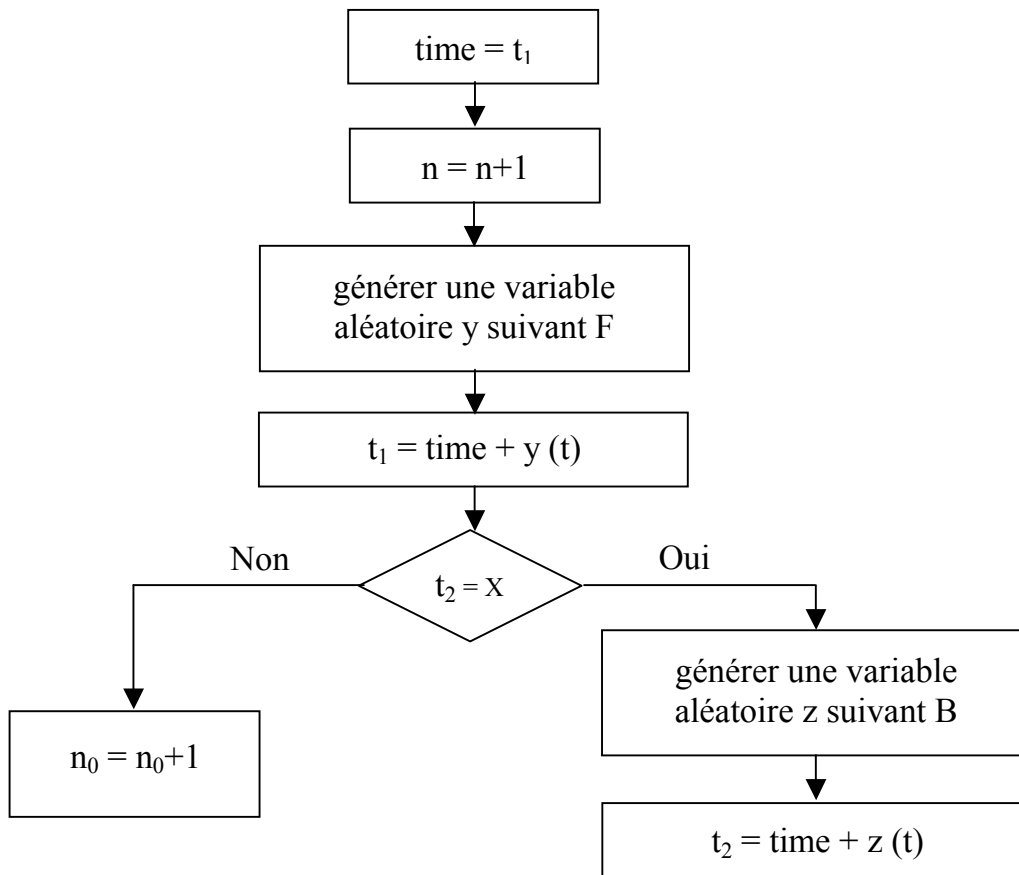 time = t₁
n = n+1
générer une variable
aléatoire y suivant F
t₁ = time + y (t)
Non
Oui
t₂ = X
générer une variable
aléatoire z suivant B
n₀ = n₀+1
t₂ = time + z (t)